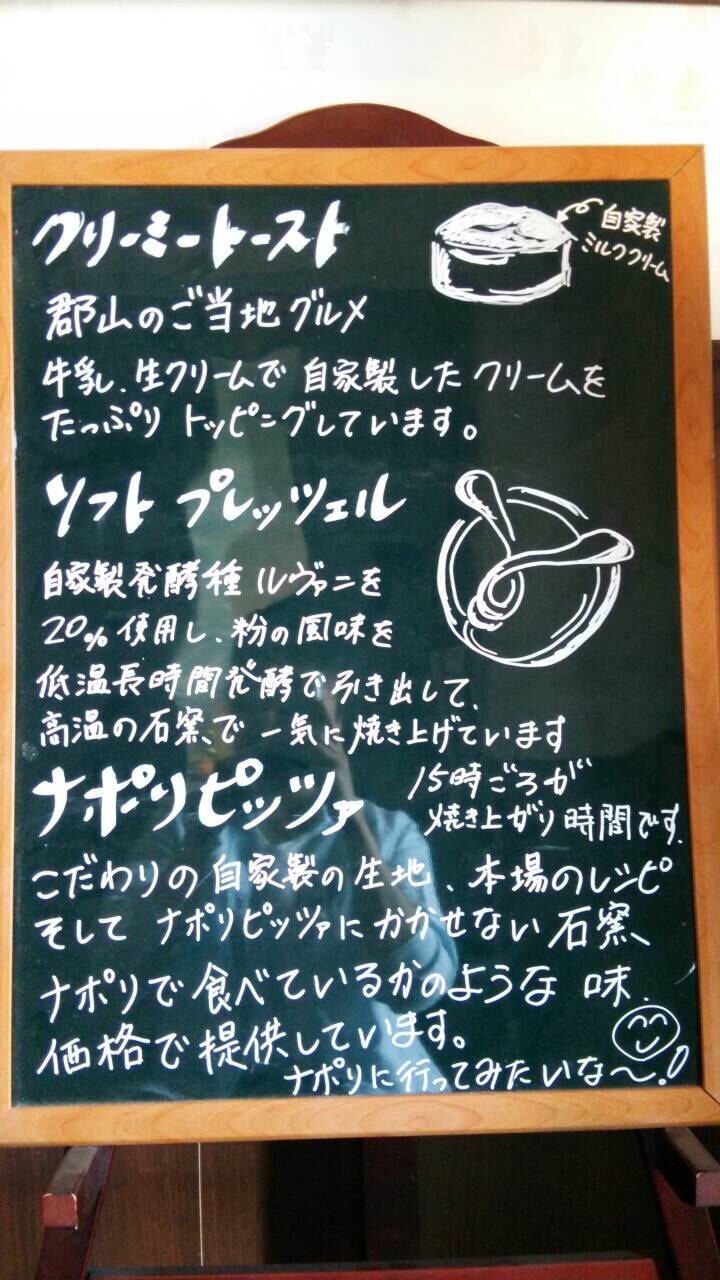 クリーミートースト
自家製
ミルククリーム
郡山のご当地グルメ
牛乳、生クリームで自家製したクリームを
たっぷりトッピングしています。
ソフトプレッツェル
自家製発酵種ルヴァンを
20%使用し、粉の風味を
低温長時間発酵で引き出して、
高温の石窯で一気に焼き上げています
ナポリピッツァ
15時ごろが
焼き上がり時間です。
こだわりの自家製の生地、本場のレシピ
そしてナポリピッツァにかかせない石窯、
ナポリで食べているかのような味、
価格で提供しています。
ナポリに行ってみたいな〜!